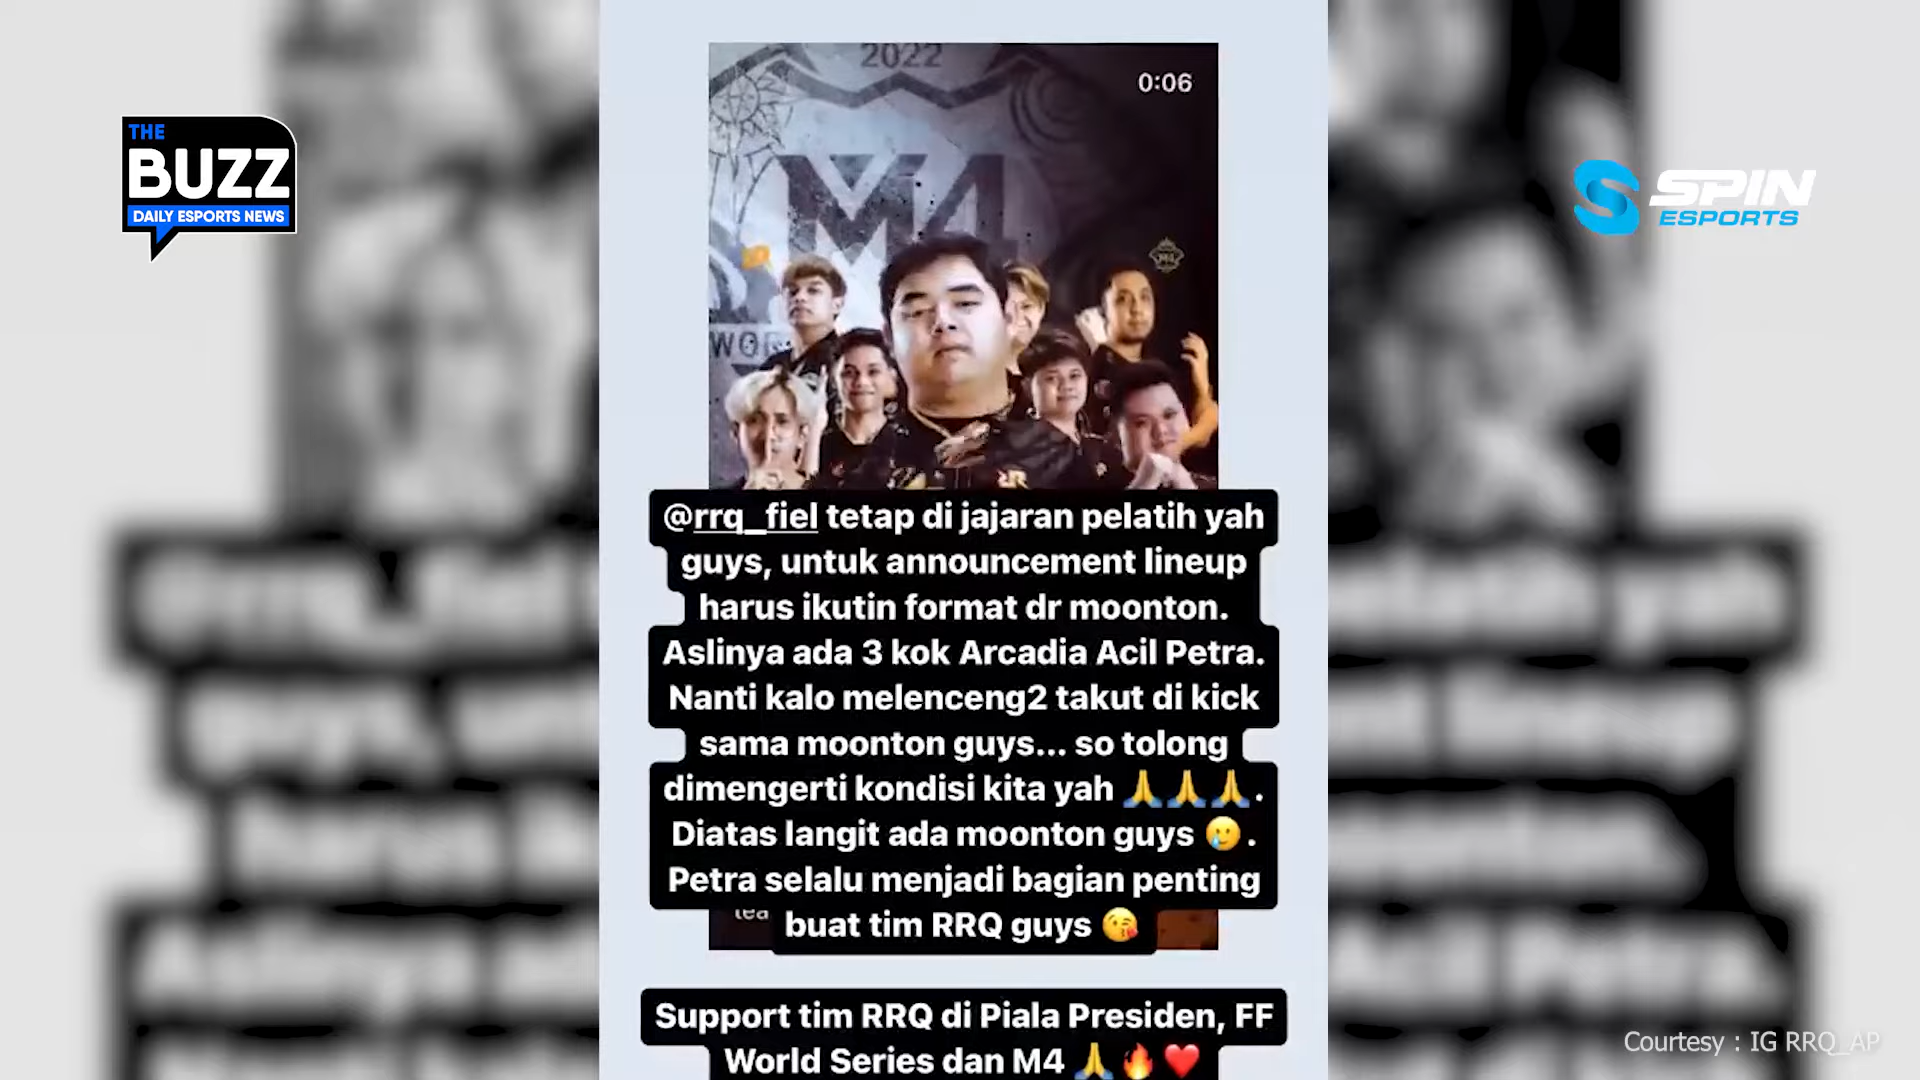 2022
0:06
M4
THE
BUZZ
DAILY ESPORTS NEWS
SPIN
ESPORTS
M4
WOR
@rrq_fiel tetap di jajaran pelatih yah
guys, untuk announcement lineup
harus ikutin format dr moonton.
Aslinya ada 3 kok Arcadia Acil Petra.
Nanti kalo melenceng2 takut di kick
sama moonton guys... so tolong
dimengerti kondisi kita yah 🙏🙏🙏.
Diatas langit ada moonton guys 🥲.
Petra selalu menjadi bagian penting
tea
buat tim RRQ guys 😘
Support tim RRQ di Piala Presiden, FF
World Series dan M4 🙏🔥❤️
Courtesy : IG RRQ_AP